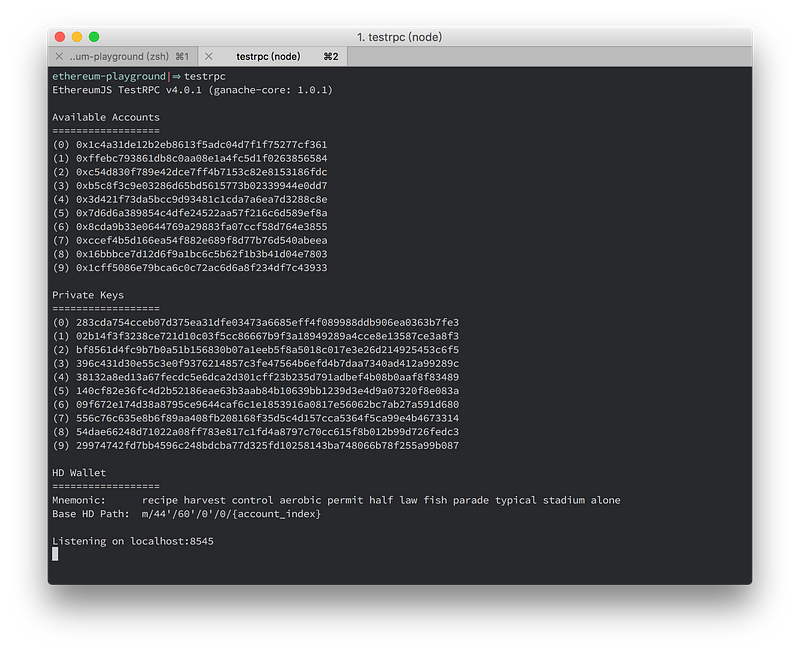 1. testrpc (node)
..um-playground (zsh) ⌘1 testrpc (node) ⌘2
ethereum-playground|⇒ testrpc
EthereumJS TestRPC v4.0.1 (ganache-core: 1.0.1)
Available Accounts
==================
(0) 0x1c4a31de12b2eb8613f5adc04d7f1f75277cf361
(1) 0xffebc793861db8c0aa08e1a4fc5d1f0263856584
(2) 0xc54d830f789e42dce7ff4b7153c82e8153186fdc
(3) 0xb5c8f3c9e03286d65bd5615773b02339944e0dd7
(4) 0x3d421f73da5bcc9d93481c1cda7a6ea7d3288c8e
(5) 0x7d6d6a389854c4dfe24522aa57f216c6d589ef8a
(6) 0x8cda9b33e0644769a29883fa07ccf58d764e3855
(7) 0xccef4b5d166ea54f882e689f8d77b76d540abeea
(8) 0x16bbbce7d12d6f9a1bc6c5b62f1b3b41d04e7803
(9) 0x1cff5086e79bca6c0c72ac6d6a8f234df7c43933
Private Keys
==================
(0) 283cda754cceb07d375ea31dfe03473a6685eff4f089988ddb906ea0363b7fe3
(1) 02b14f3f3238ce721d10c03f5cc86667b9f3a18949289a4cce8e13587ce3a8f3
(2) bf8561d4fc9b7b0a51b156830b07a1eeb5f8a5018c017e3e26d214925453c6f5
(3) 396c431d30e55c3e0f9376214857c3fe47564b6efd4b7daa7340ad412a99289c
(4) 38132a8ed13a67fecdc5e6dca2d301cff23b235d791adbef4b08b0aaf8f83489
(5) 140cf82e36fc4d2b52186eae63b3aab84b10639bb1239d3e4d9a07320f8e083a
(6) 09f672e174d38a8795ce9644caf6c1e1853916a0817e56062bc7ab27a591d680
(7) 556c76c635e8b6f89aa408fb208168f35d5c4d157cca5364f5ca99e4b4673314
(8) 54dae66248d71022a08ff783e817c1fd4a8797c70cc615f8b012b99d726fedc3
(9) 29974742fd7bb4596c248bdcba77d325fd10258143ba748066b78f255a99b087
HD Wallet
==================
Mnemonic: recipe harvest control aerobic permit half law fish parade typical stadium alone
Base HD Path: m/44'/60'/0'/0/{account_index}
Listening on localhost:8545